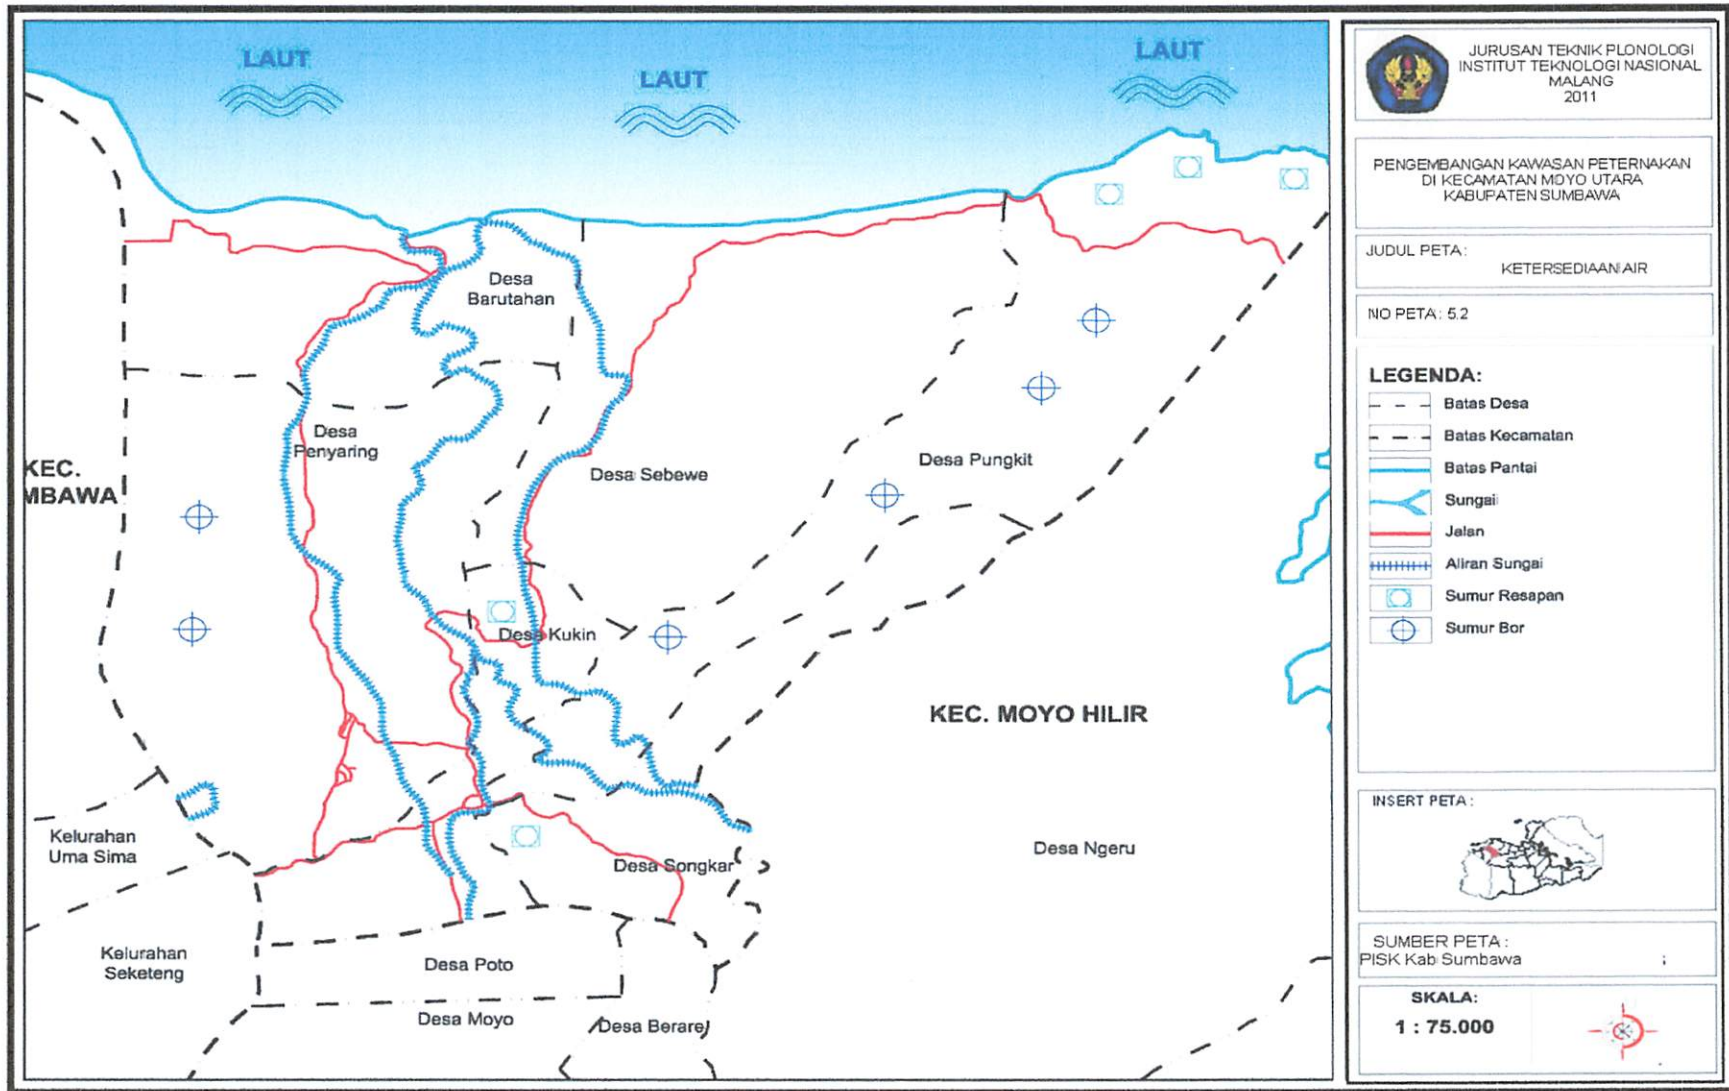 LAUT
LAUT
LAUT
Desa
Barutahan
Desa
Penyaring
KEC.
MBAWA
Desa Sebewe
Desa Pungkit
Desa Kukin
KEC. MOYO HILIR
Kelurahan
Uma Sima
Desa Songkar
Desa Ngeru
Kelurahan
Seketeng
Desa Poto
Desa Moyo
Desa Berare
JURUSAN TEKNIK PLONOLOGI
INSTITUT TEKNOLOGI NASIONAL
MALANG
2011
PENGEMBANGAN KAWASAN PETERNAKAN
DI KECAMATAN MOYO UTARA
KABUPATEN SUMBAWA
JUDUL PETA :
KETERSEDIAAN AIR
NO PETA : 5.2
LEGENDA:
Batas Desa
Batas Kecamatan
Batas Pantai
Sungai
Jalan
Aliran Sungai
Sumur Resapan
Sumur Bor
INSERT PETA :
SUMBER PETA :
PISK Kab Sumbawa ;
SKALA:
1 : 75.000